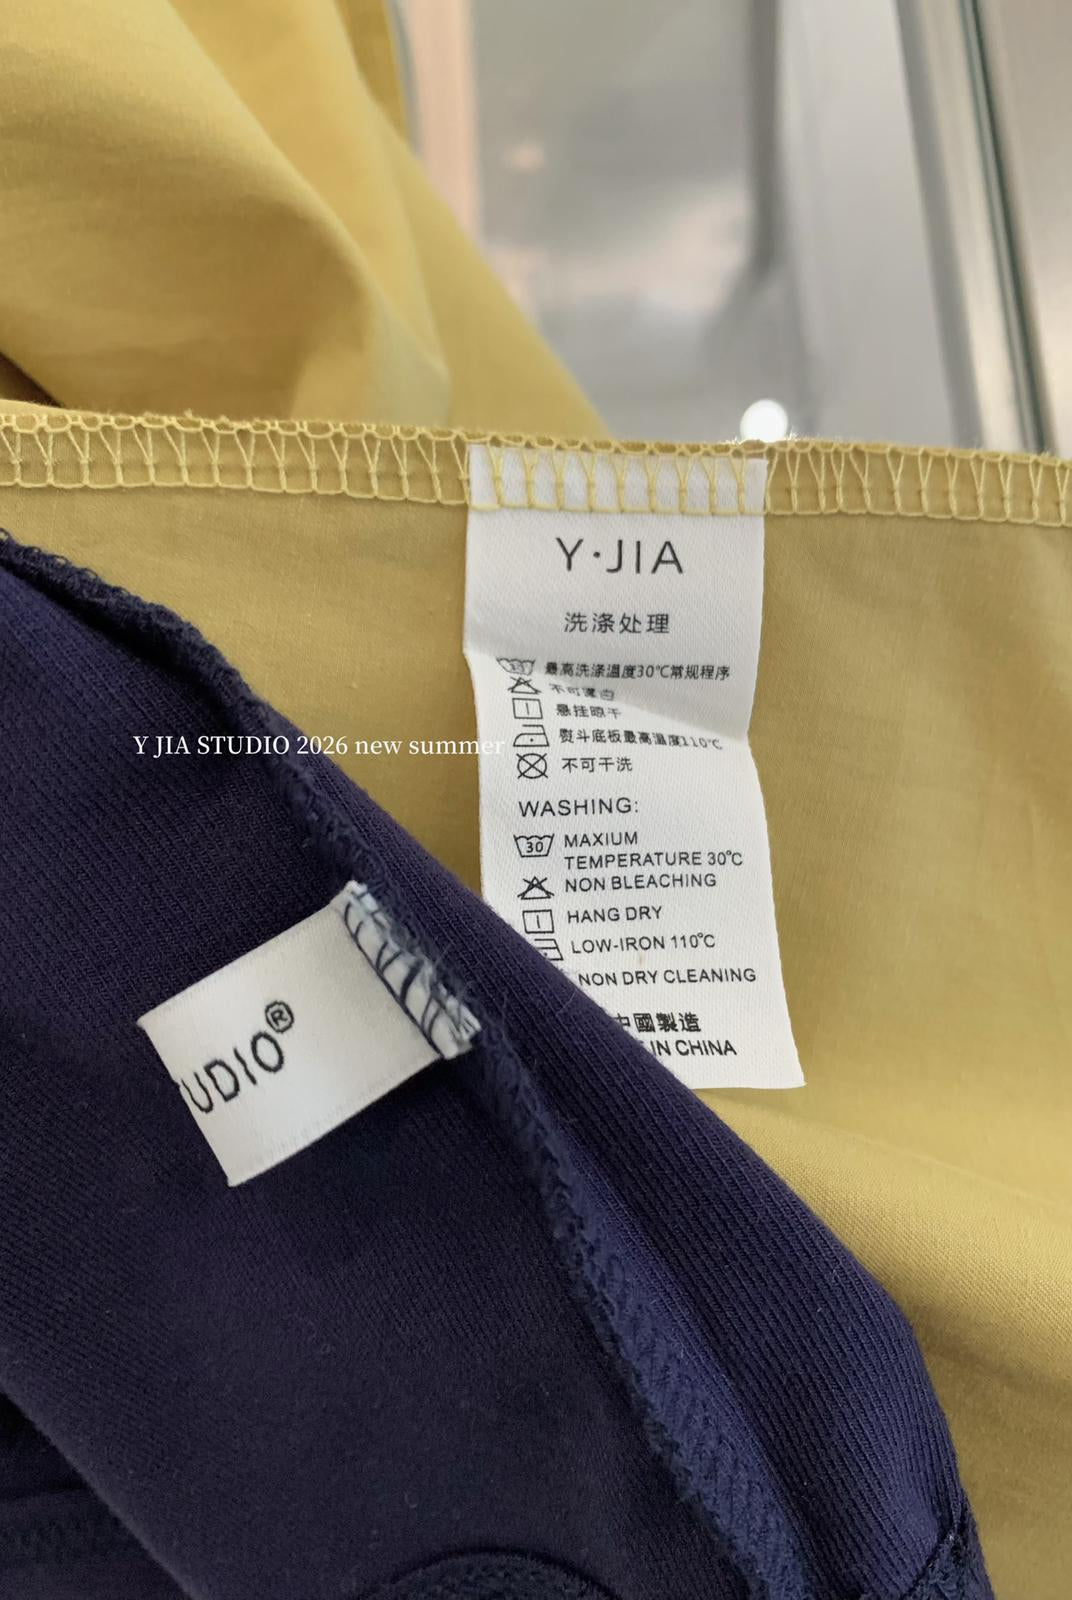 Y·JIA
洗涤处理
30 最高洗涤温度30℃常规程序
不可漂白
悬挂晾干
熨斗底板最高温度110℃
不可干洗
WASHING:
30 MAXIUM
TEMPERATURE 30℃
NON BLEACHING
HANG DRY
LOW-IRON 110℃
NON DRY CLEANING
中國製造
IN CHINA
Y JIA STUDIO 2026 new summer
UDIO®